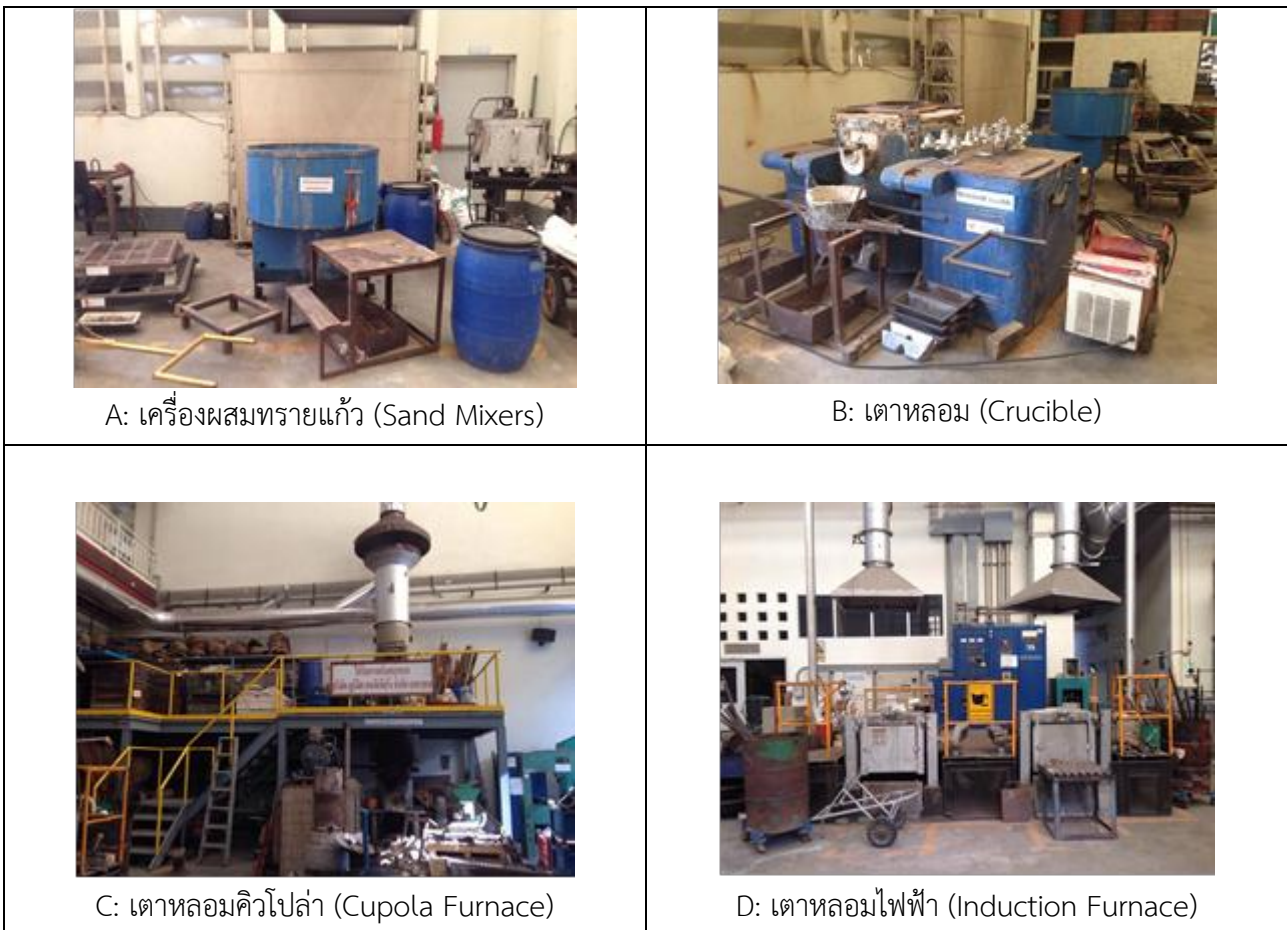 A: เครื่องผสมทรายแก้ว (Sand Mixers)
B: เตาหลอม (Crucible)
C: เตาหลอมคิวโปล่า (Cupola Furnace)
D: เตาหลอมไฟฟ้า (Induction Furnace)